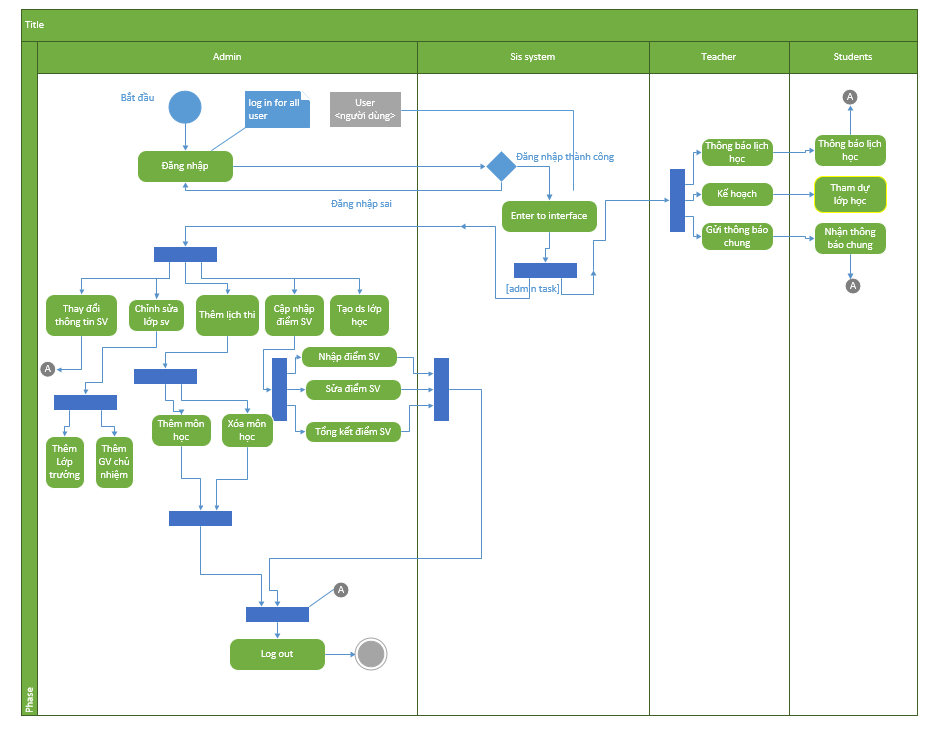 Title
Admin
Sis system
Teacher
Students
Bắt đầu
log in for all
user
User
<người dùng>
A
Đăng nhập
Đăng nhập thành công
Thông báo lịch
học
Thông báo lịch
học
Đăng nhập sai
Enter to interface
Kế hoạch
Tham dự
lớp học
Gửi thông báo
chung
Nhận thông
báo chung
[admin task]
A
Thay đổi
thông tin SV
Chỉnh sửa
lớp sv
Thêm lịch thi
Cập nhập
điểm SV
Tạo ds lớp
học
A
Nhập điểm SV
Sửa điểm SV
Tổng kết điểm SV
Thêm môn
học
Xóa môn
học
Thêm
Lớp
trưởng
Thêm
GV chủ
nhiệm
A
Log out
Phase